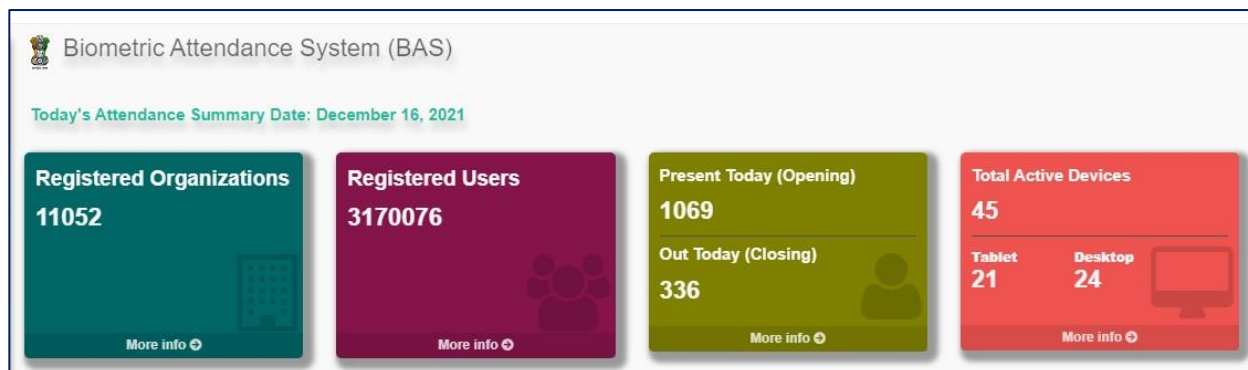 Biometric Attendance System (BAS)
Today's Attendance Summary Date: December 16, 2021
Registered Organizations
11052
More info
Registered Users
3170076
More info
Present Today (Opening)
1069
Out Today (Closing)
336
More info
Total Active Devices
45
Tablet Desktop
21 24
More info